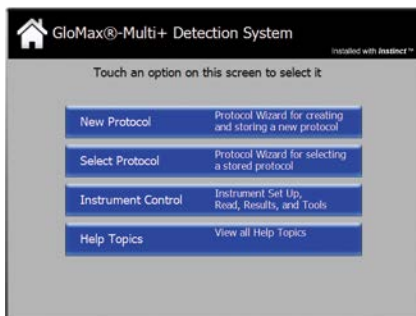 GloMax®-Multi+ Detection System
Installed with Instinct™
Touch an option on this screen to select it
New Protocol
Protocol Wizard for creating
and storing a new protocol
Select Protocol
Protocol Wizard for selecting
a stored protocol
Instrument Control
Instrument Set Up,
Read, Results, and Tools
Help Topics
View all Help Topics